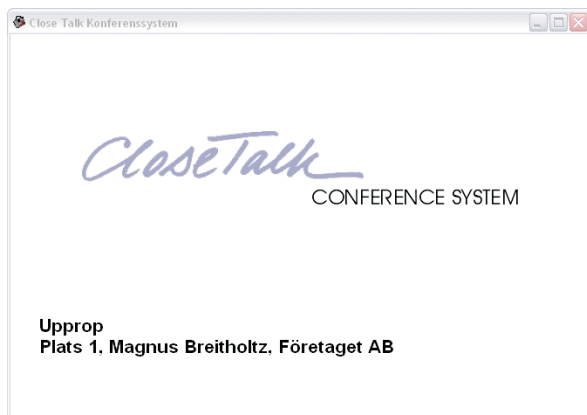 Close Talk Konferenssystem
CloseTalk
CONFERENCE SYSTEM
Upprop
Plats 1, Magnus Breitholtz, Företaget AB